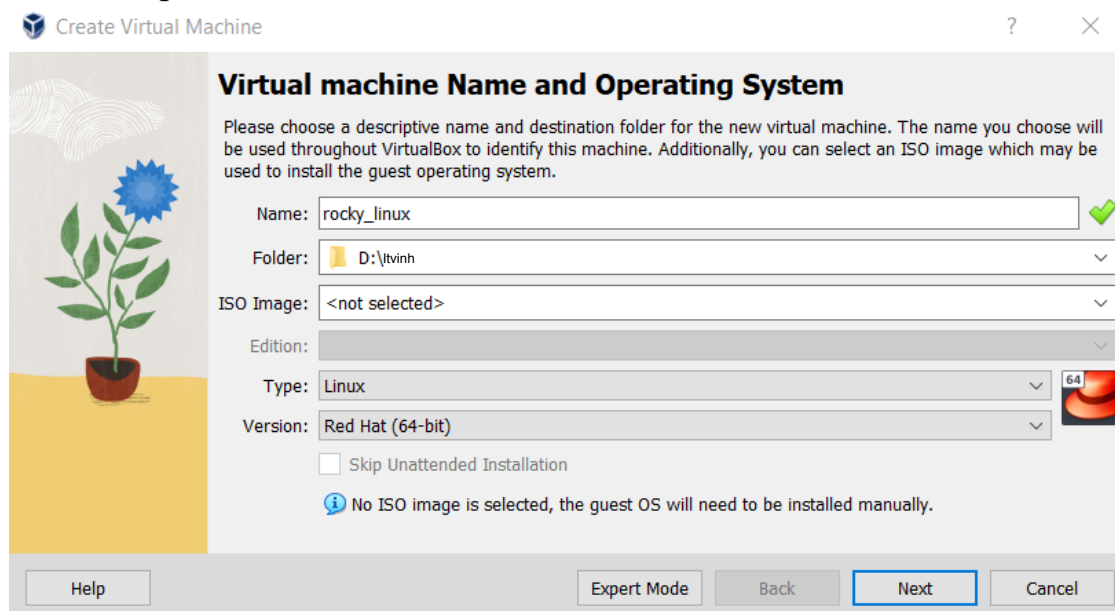 Create Virtual Machine
Virtual machine Name and Operating System
Please choose a descriptive name and destination folder for the new virtual machine. The name you choose will
be used throughout VirtualBox to identify this machine. Additionally, you can select an ISO image which may be
used to install the guest operating system.
Name: rocky_linux
Folder: D:\ltvinh
ISO Image: <not selected>
Edition:
Type: Linux
64
Version: Red Hat (64-bit)
Skip Unattended Installation
No ISO image is selected, the guest OS will need to be installed manually.
Help Expert Mode Back Next Cancel